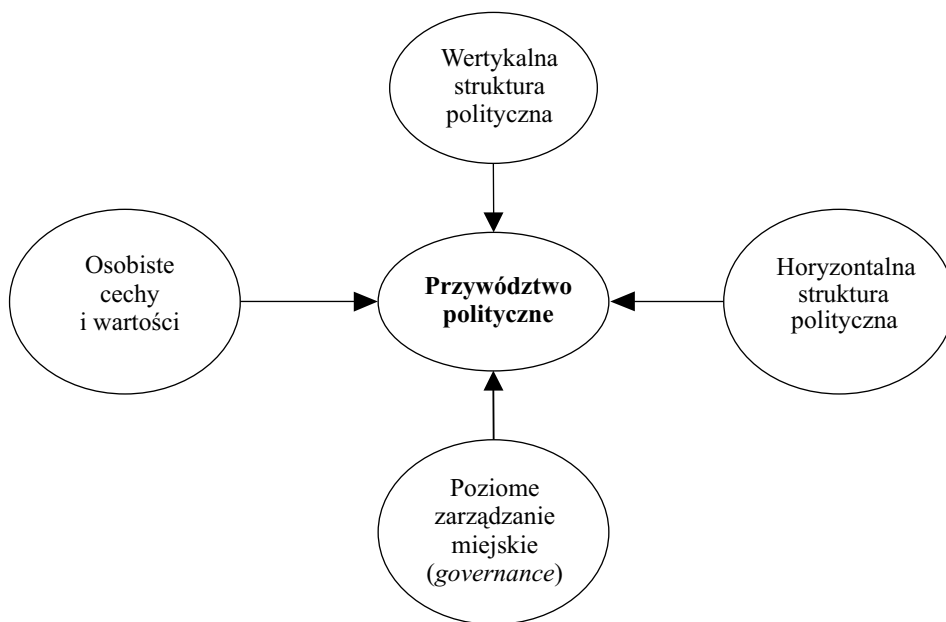 Wertykalna
struktura
polityczna
Osobiste
cechy
i wartości
Przywództwo
polityczne
Horyzontalna
struktura
polityczna
Poziome
zarządzanie
miejskie
(governance)